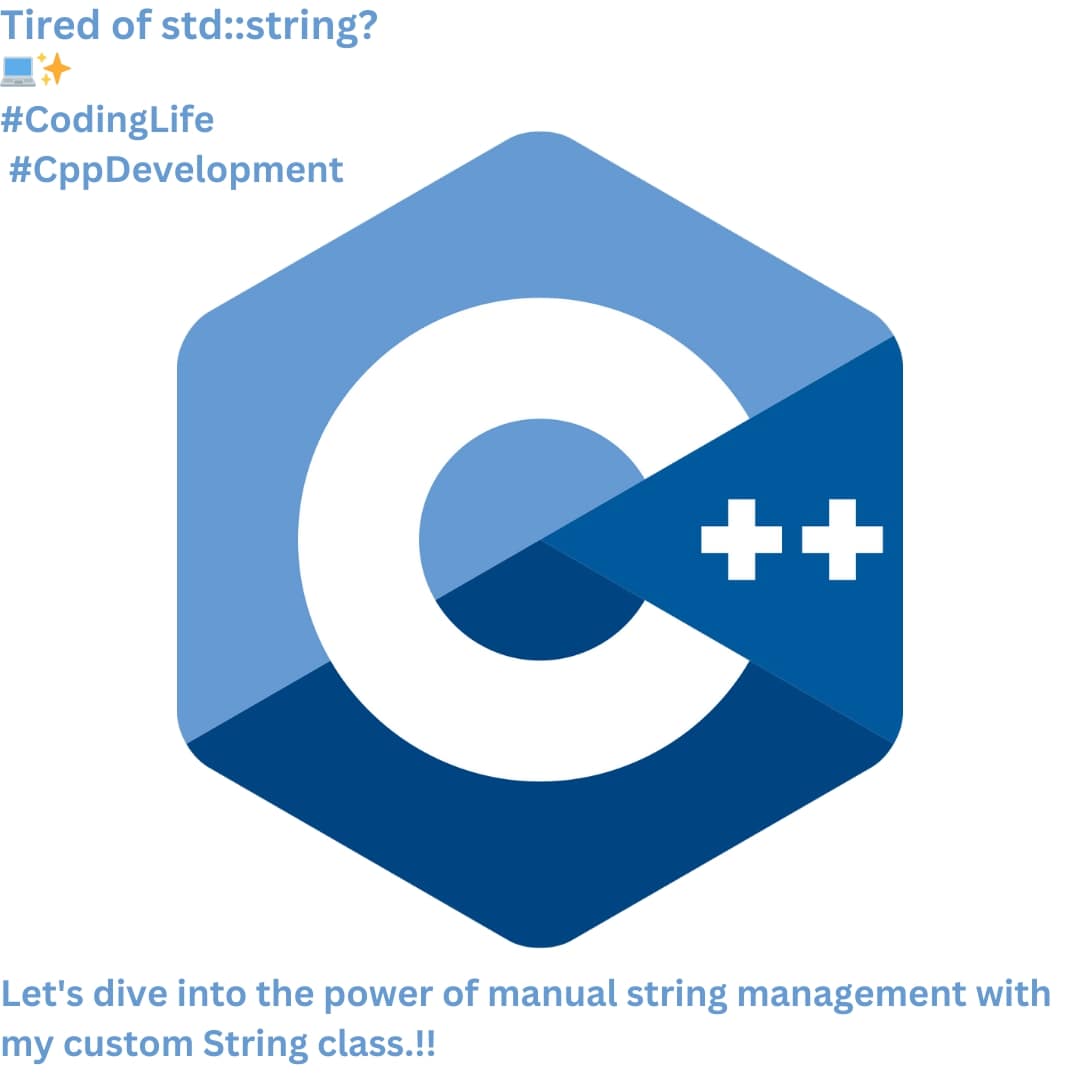 Tired of std::string?
💻✨
#CodingLife
#CppDevelopment
C++
Let's dive into the power of manual string management with
my custom String class.!!